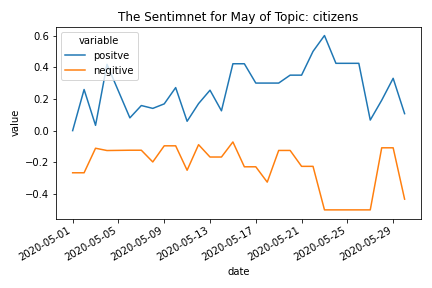 The Sentimnet for May of Topic: citizens
variable
positve
negitive
value
0.6
0.4
0.2
0.0
−0.2
−0.4
2020-05-01
2020-05-05
2020-05-09
2020-05-13
2020-05-17
2020-05-21
2020-05-25
2020-05-29
date